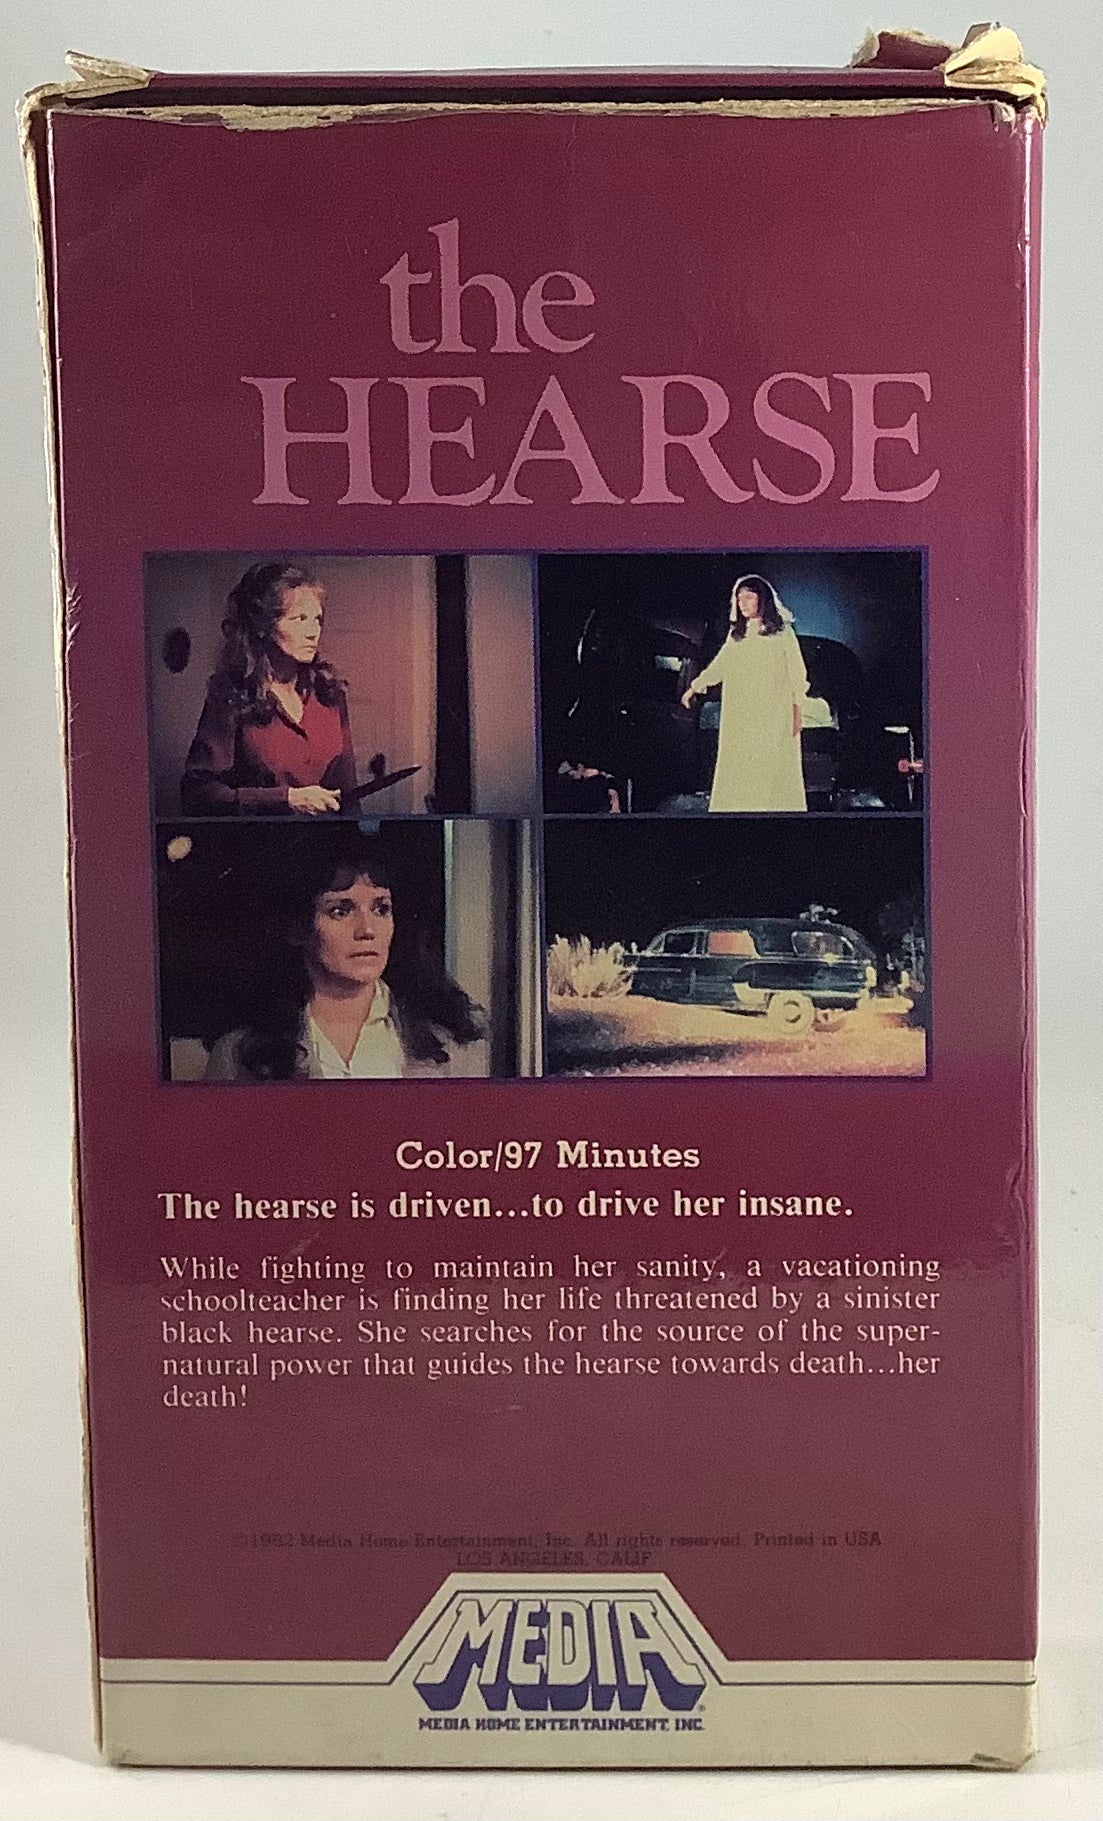 the
HEARSE
Color/97 Minutes
The hearse is driven...to drive her insane.
While fighting to maintain her sanity, a vacationing
schoolteacher is finding her life threatened by a sinister
black hearse. She searches for the source of the super-
natural power that guides the hearse towards death...her
death!
©1982 Media Home Entertainment, Inc. All rights reserved. Printed in USA
LOS ANGELES, CALIF
MEDIA®
MEDIA HOME ENTERTAINMENT, INC.